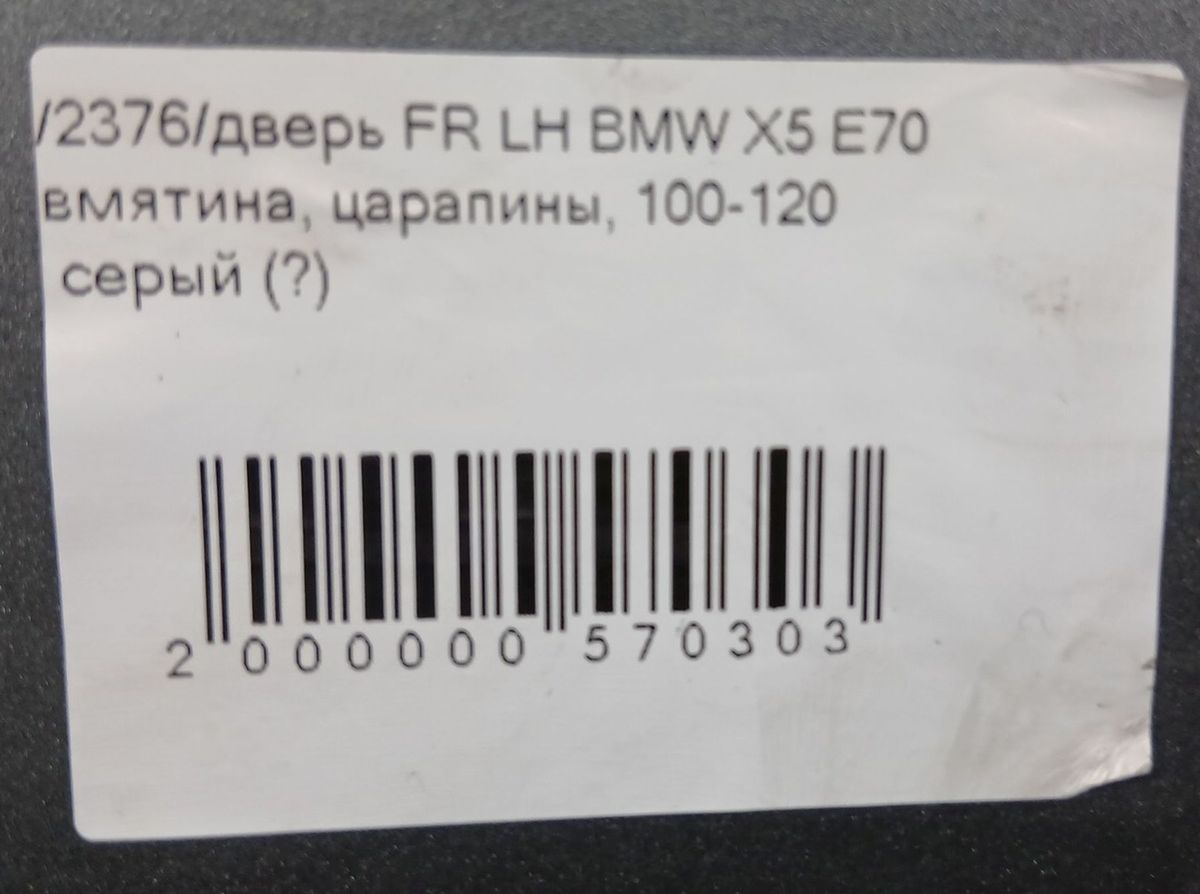 /2376/дверь FR LH BMW X5 E70
вмятина, царапины, 100-120
серый (?)
2 000000 570303